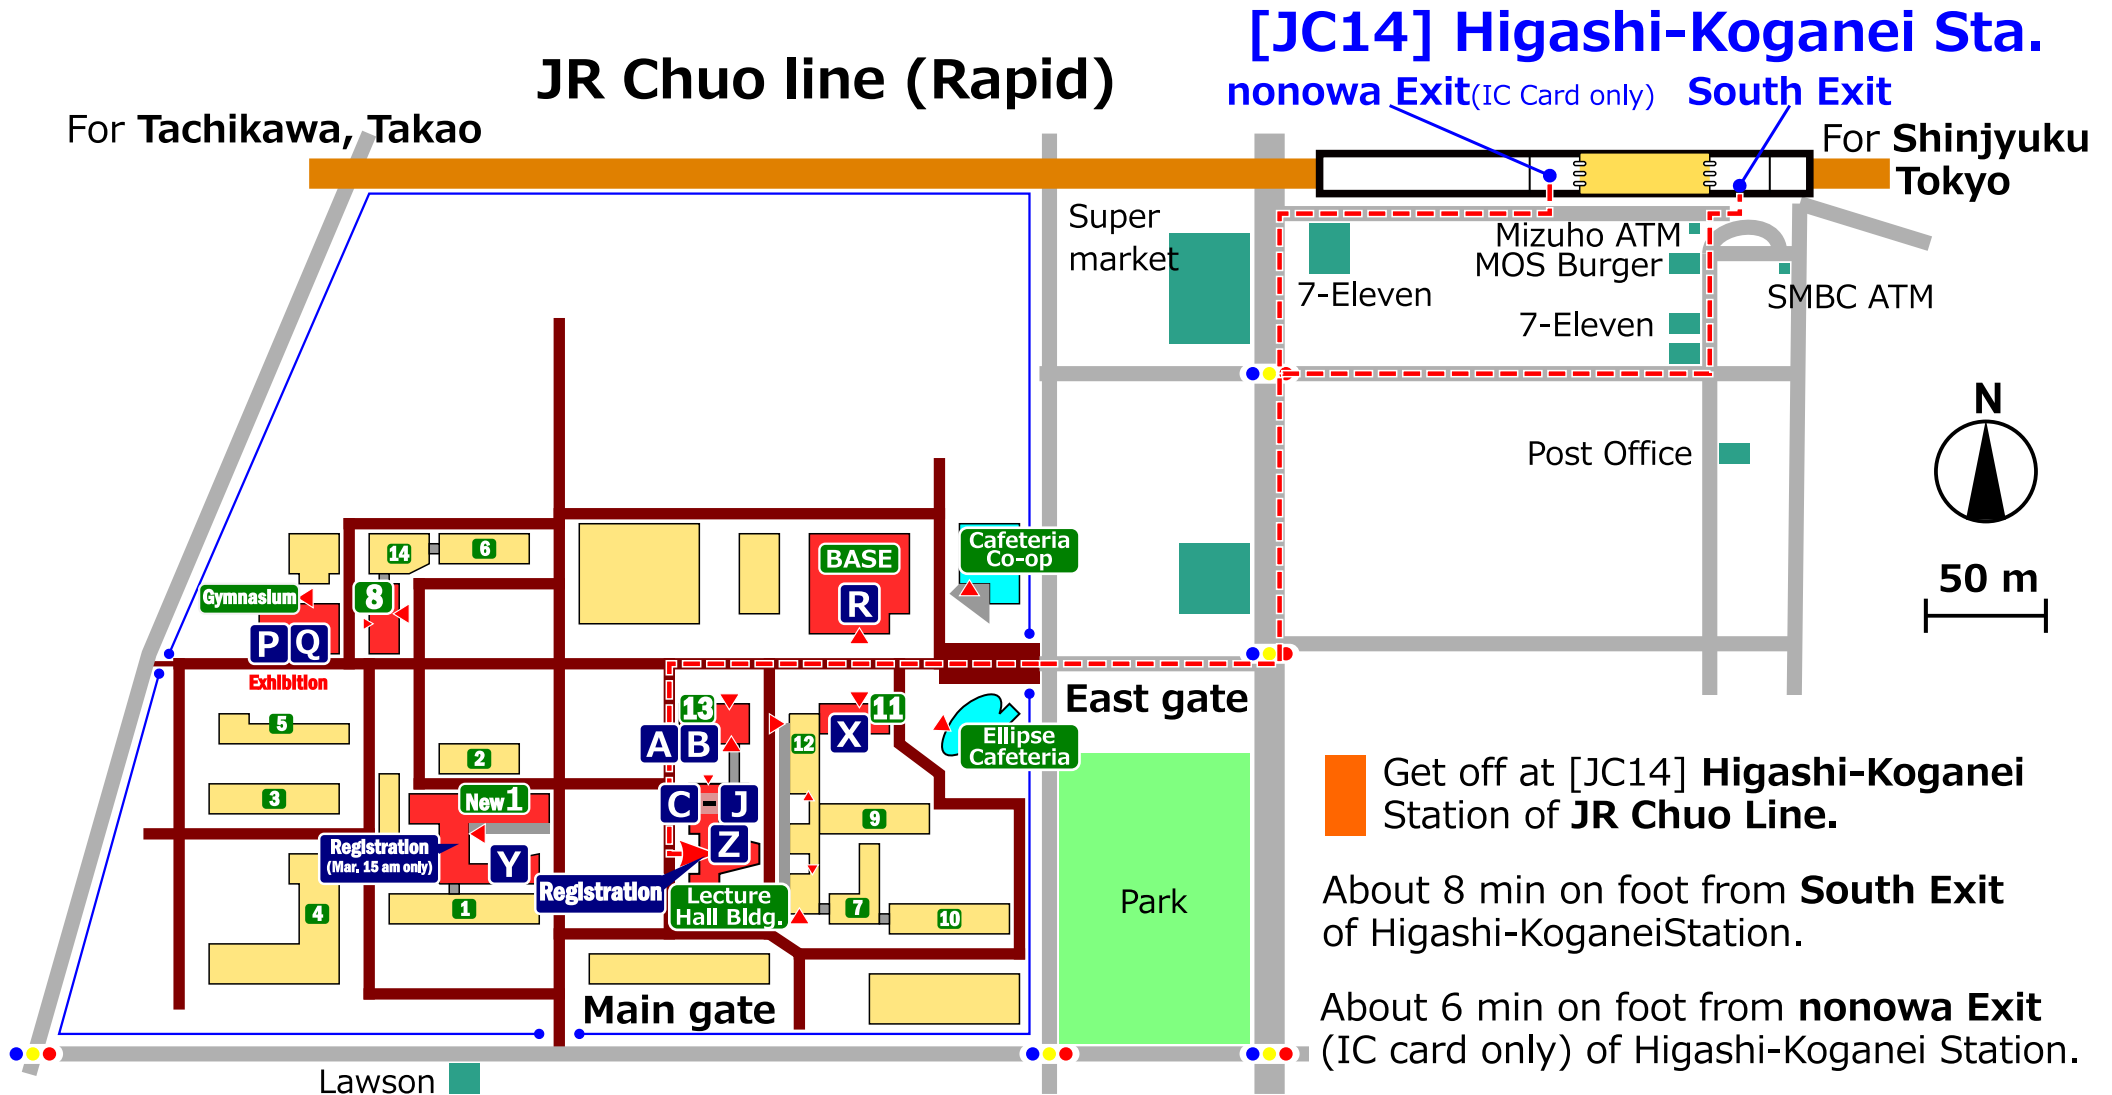 [JC14] Higashi-Koganei Sta.
JR Chuo line (Rapid)
nonowa Exit(IC Card only)
South Exit
For Tachikawa, Takao
For Shinjyuku
Tokyo
Super
market
7-Eleven
Mizuho ATM
MOS Burger
SMBC ATM
7-Eleven
Post Office
N
50 m
14
6
BASE
R
Cafeteria
Co-op
Gymnasium
8
P
Q
Exhibition
East gate
5
13
A
B
11
X
12
2
Ellipse
Cafeteria
3
New1
C-J
9
Registration
(Mar. 15 am only)
Y
Z
Registration
Lecture
Hall Bldg.
4
1
7
10
Park
Main gate
Lawson
Get off at [JC14] Higashi-Koganei
Station of JR Chuo Line.
About 8 min on foot from South Exit
of Higashi-KoganeiStation.
About 6 min on foot from nonowa Exit
(IC card only) of Higashi-Koganei Station.